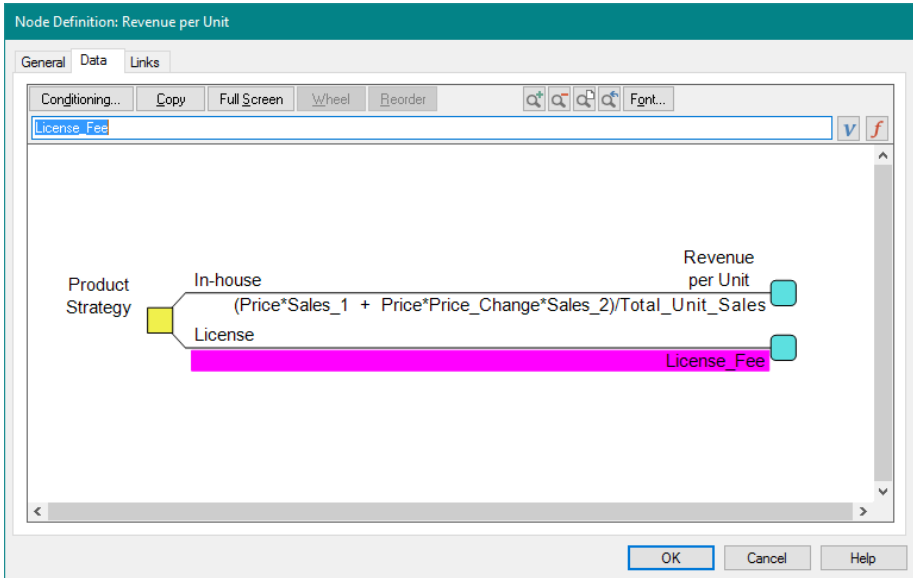 Node Definition: Revenue per Unit
General Data Links
Conditioning... Copy Full Screen Wheel Reorder Font...
License_Fee V f
Revenue
per Unit
Product
Strategy
In-house
(Price*Sales_1 + Price*Price_Change*Sales_2)/Total_Unit_Sales
License
License_Fee
OK Cancel Help